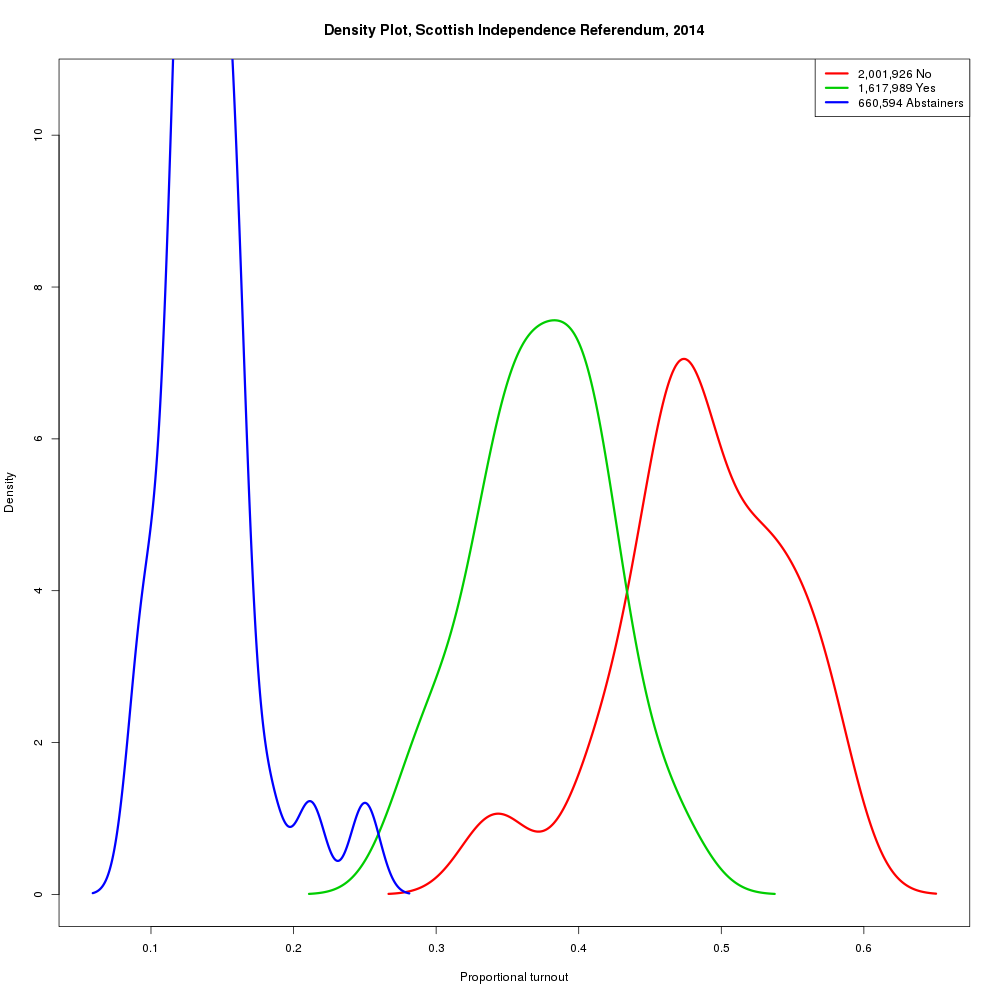 Density Plot, Scottish Independence Referendum, 2014
2,001,926 No
1,617,989 Yes
660,594 Abstainers
10
8
6
4
2
0
Density
0.1 0.2 0.3 0.4 0.5 0.6
Proportional turnout